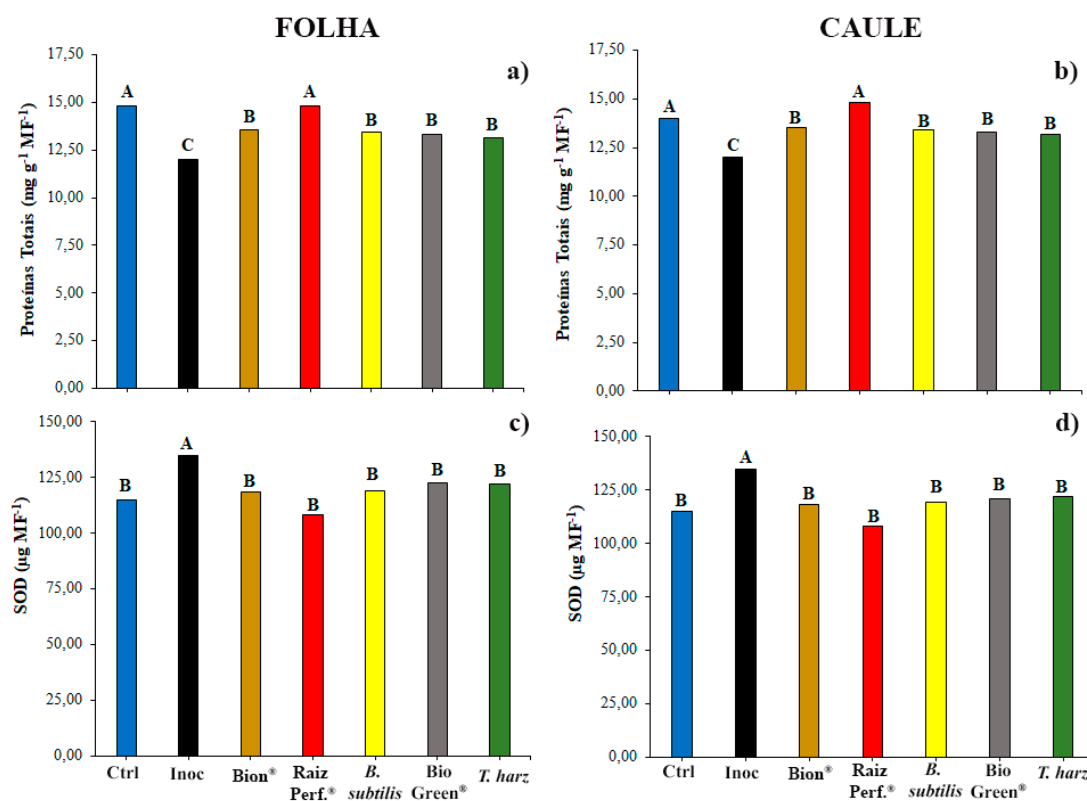 FOLHA
CAULE
a)
Proteínas Totais (mg g⁻¹ MF⁻¹)
17,50
15,00
12,50
10,00
7,50
5,00
2,50
0,00
A
C
B
A
B
B
B
b)
Proteínas Totais (mg g⁻¹ MF⁻¹)
17,50
15,00
12,50
10,00
7,50
5,00
2,50
0,00
A
C
B
A
B
B
B
c)
SOD (µg MF⁻¹)
150,00
125,00
100,00
75,00
50,00
25,00
0,00
B
A
B
B
B
B
B
Ctrl
Inoc
Bion®
Raiz
Perf.®
B.
subtilis
Bio
Green®
T. harz
d)
SOD (µg MF⁻¹)
150,00
125,00
100,00
75,00
50,00
25,00
0,00
B
A
B
B
B
B
B
Ctrl
Inoc
Bion®
Raiz
Perf.®
B.
subtilis
Bio
Green®
T. harz